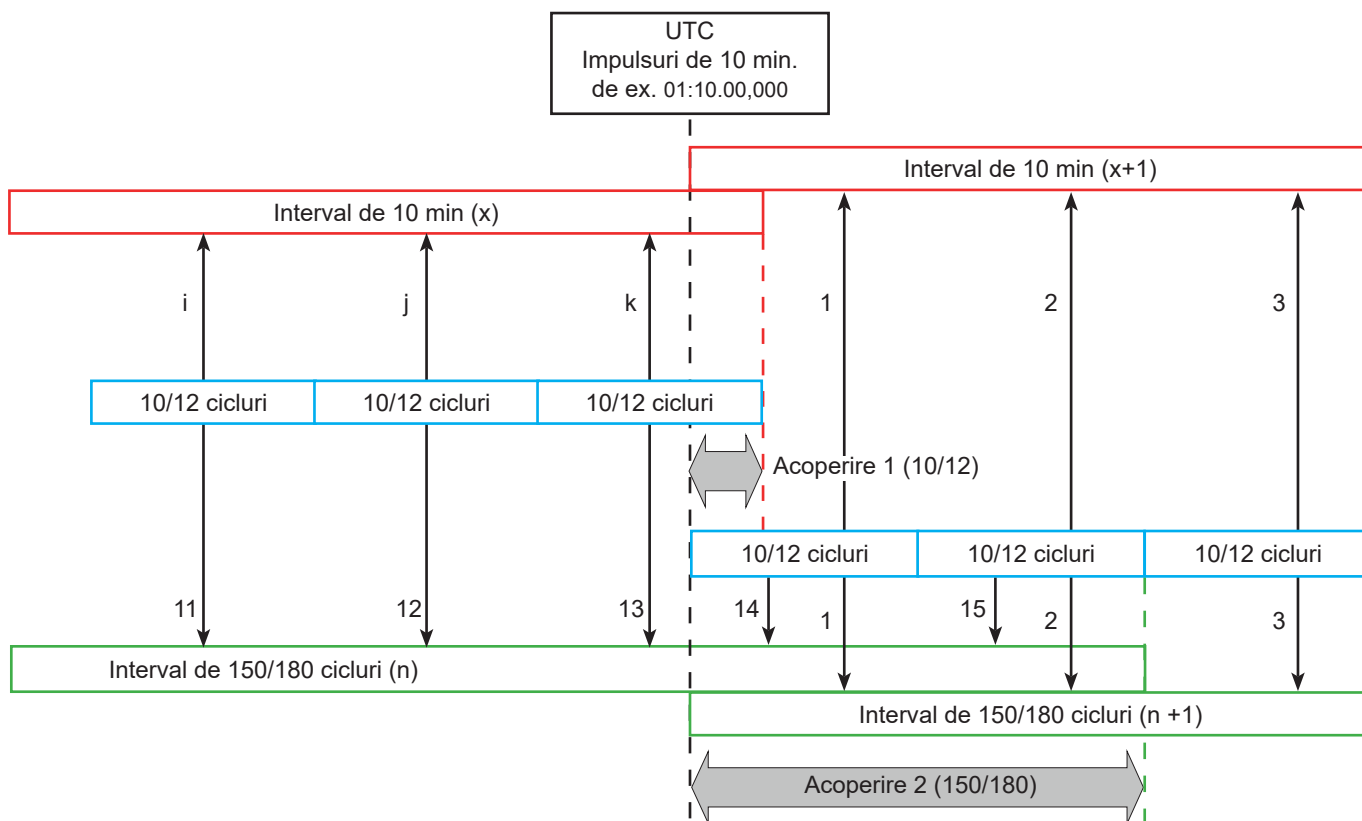 UTC
Impulsuri de 10 min.
de ex. 01:10.00,000
Interval de 10 min (x+1)
Interval de 10 min (x)
i
j
k
1
2
3
10/12 cicluri
10/12 cicluri
10/12 cicluri
Acoperire 1 (10/12)
10/12 cicluri
10/12 cicluri
10/12 cicluri
11
12
13
14
1
15
2
3
Interval de 150/180 cicluri (n)
Interval de 150/180 cicluri (n +1)
Acoperire 2 (150/180)